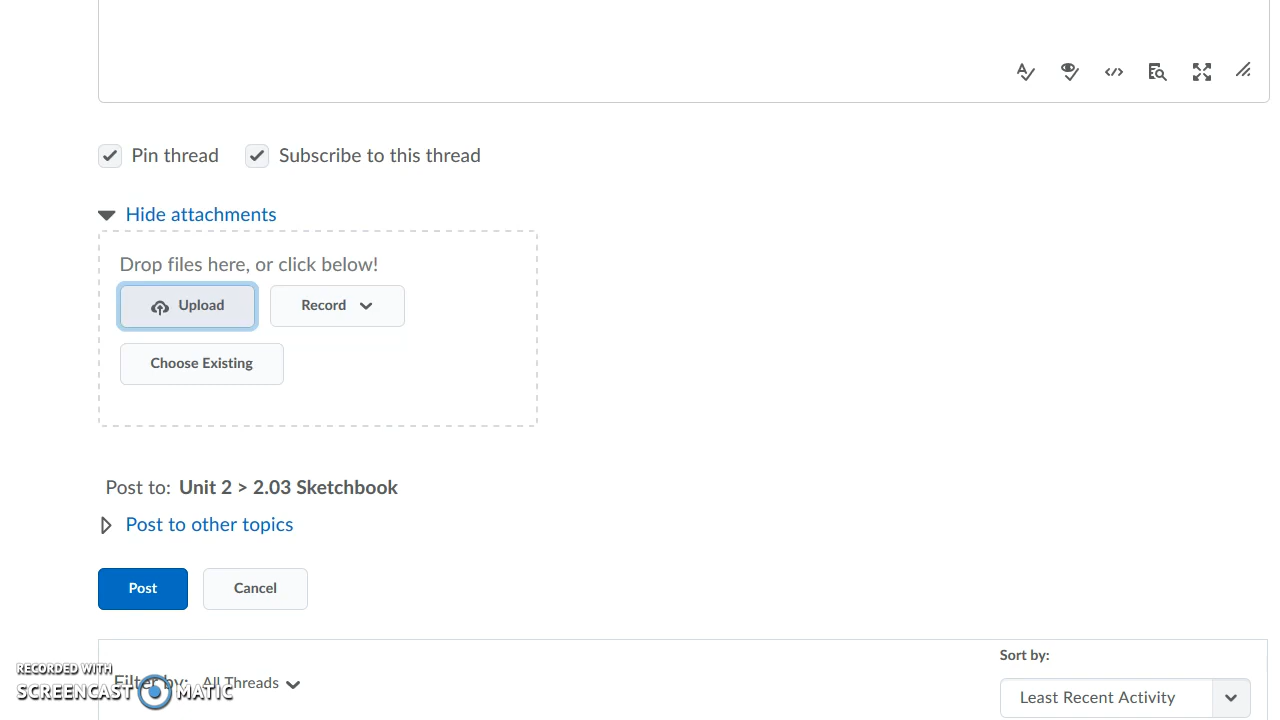 Pin thread Subscribe to this thread
Hide attachments
Drop files here, or click below!
Upload Record
Choose Existing
Post to: Unit 2 > 2.03 Sketchbook
Post to other topics
Post Cancel
Sort by:
Filter by: All Threads
Least Recent Activity
RECORDED WITH
SCREENCAST MATIC